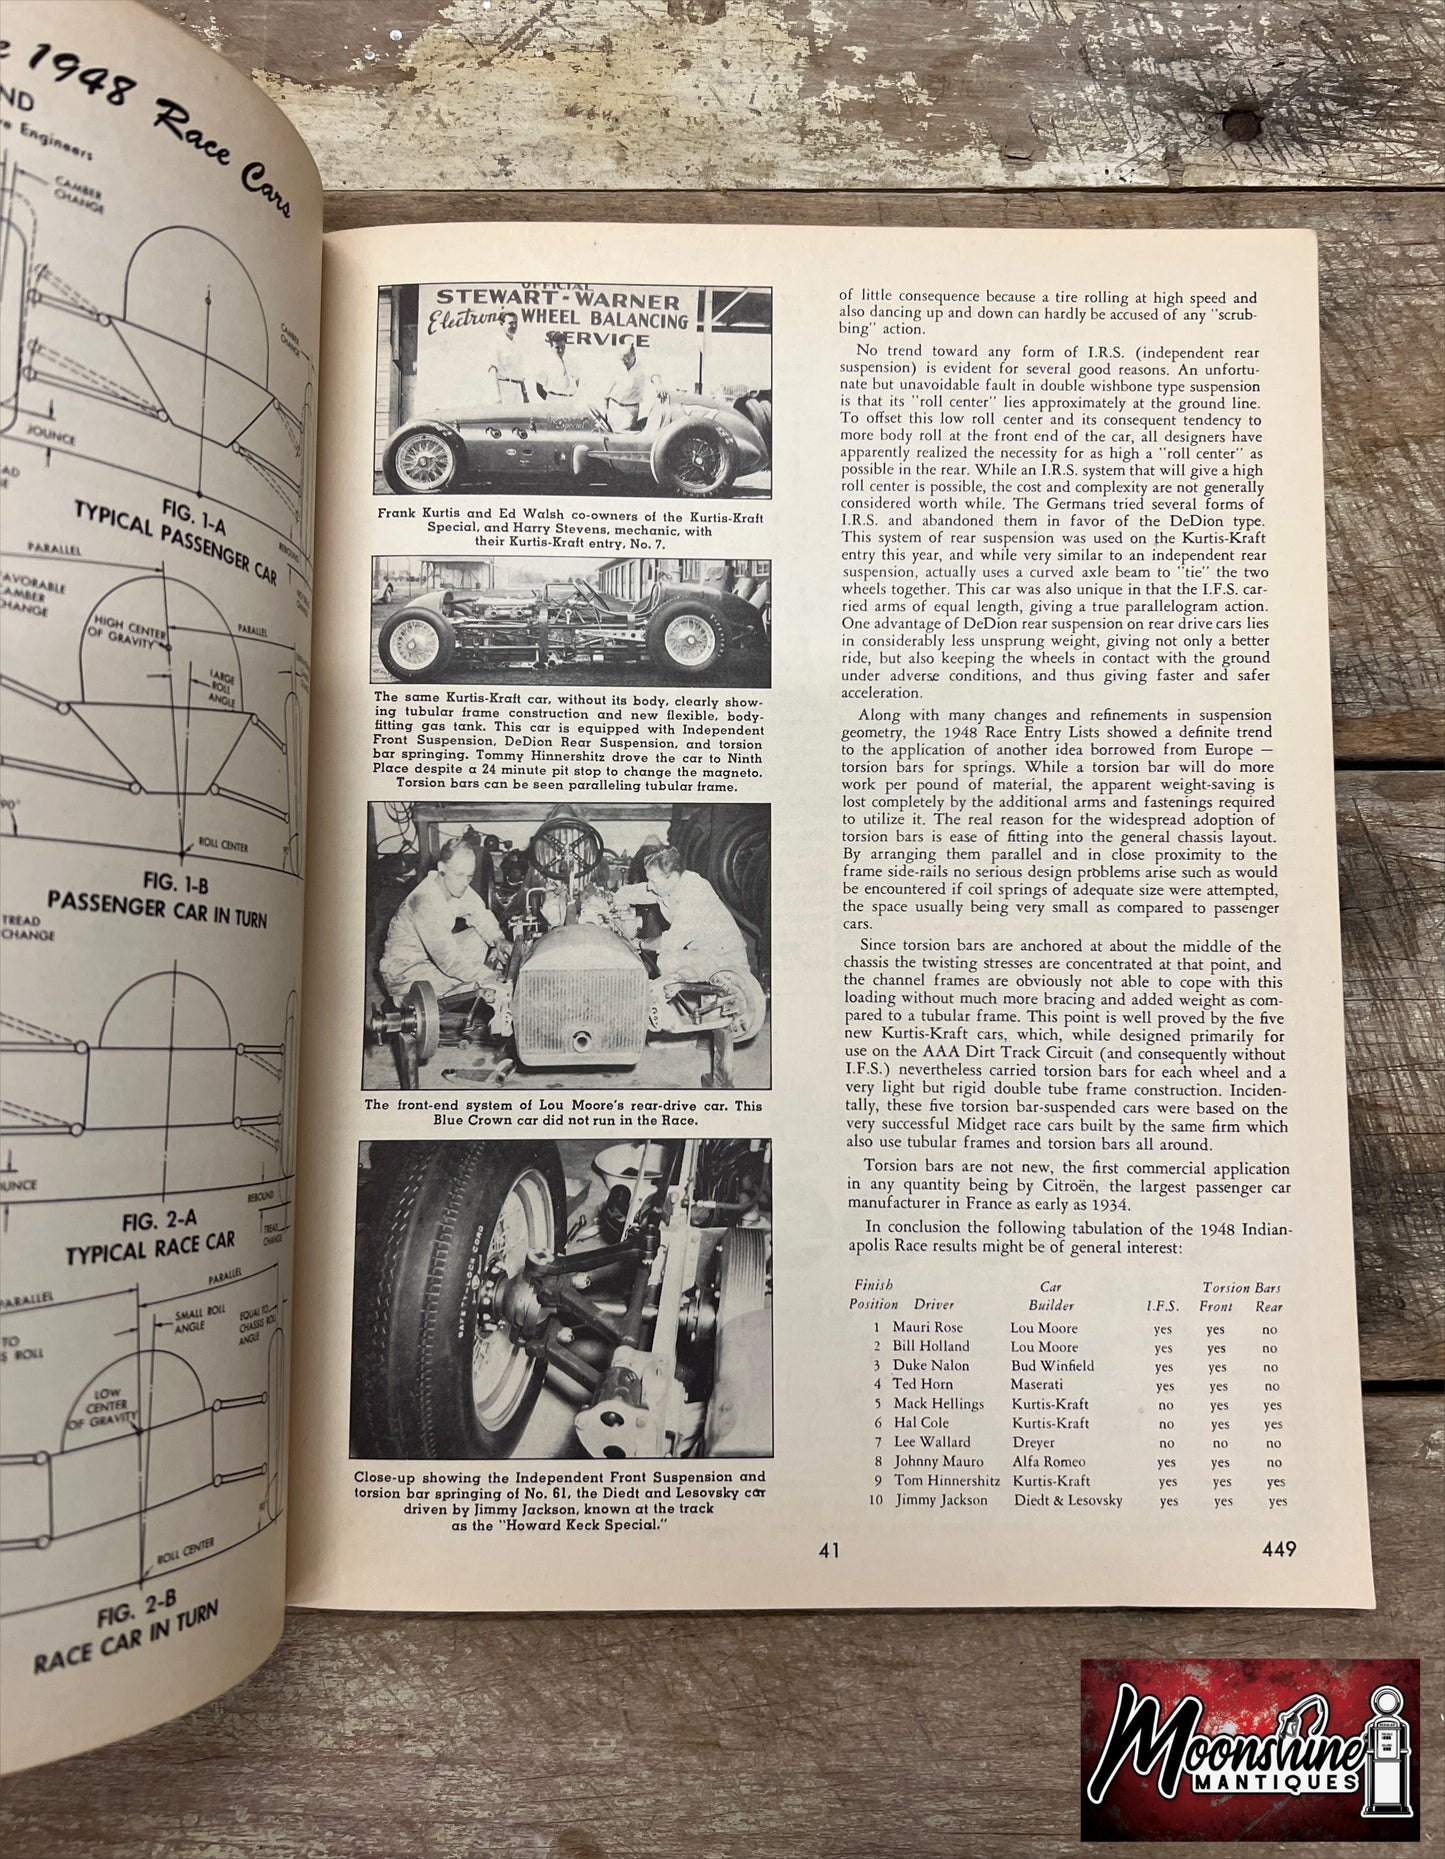 1948 Race Cars
Engineers
CAMBER
CHANGE
CAMBER
CHANGE
JOUNCE
REBOUND
FIG. 1-A
TYPICAL PASSENGER CAR
PARALLEL
CAMBER
CHANGE
HIGH CENTER
OF GRAVITY
PARALLEL
LARGE
ROLL
ANGLE
90°
ROLL CENTER
90°
FIG. 1-B
PASSENGER CAR IN TURN
TREAD
CHANGE
REBOUND
TREAD
CHANGE
FIG. 2-A
TYPICAL RACE CAR
PARALLEL
PARALLEL
SMALL ROLL
ANGLE
EQUAL TO
CHASSIS ROLL
ANGLE
TO
ROLL
LOW
CENTER
OF GRAVITY
90°
ROLL CENTER
FIG. 2-B
RACE CAR IN TURN
OFFICIAL
STEWART-WARNER
Electronic WHEEL BALANCING
SERVICE
Special
Frank Kurtis and Ed Walsh co-owners of the Kurtis-Kraft
Special, and Harry Stevens, mechanic, with
their Kurtis-Kraft entry, No. 7.
The same Kurtis-Kraft car, without its body, clearly show-
ing tubular frame construction and new flexible, body-
fitting gas tank. This car is equipped with Independent
Front Suspension, DeDion Rear Suspension, and torsion
bar springing. Tommy Hinnershitz drove the car to Ninth
Place despite a 24 minute pit stop to change the magneto.
Torsion bars can be seen paralleling tubular frame.
The front-end system of Lou Moore's rear-drive car. This
Blue Crown car did not run in the Race.
SAFETY-LOCK CORD
Close-up showing the Independent Front Suspension and
torsion bar springing of No. 61, the Diedt and Lesovsky car
driven by Jimmy Jackson, known at the track
as the "Howard Keck Special."
of little consequence because a tire rolling at high speed and
also dancing up and down can hardly be accused of any "scrub-
bing" action.
No trend toward any form of I.R.S. (independent rear
suspension) is evident for several good reasons. An unfortu-
nate but unavoidable fault in double wishbone type suspension
is that its "roll center" lies approximately at the ground line.
To offset this low roll center and its consequent tendency to
more body roll at the front end of the car, all designers have
apparently realized the necessity for as high a "roll center" as
possible in the rear. While an I.R.S. system that will give a high
roll center is possible, the cost and complexity are not generally
considered worth while. The Germans tried several forms of
I.R.S. and abandoned them in favor of the DeDion type.
This system of rear suspension was used on the Kurtis-Kraft
entry this year, and while very similar to an independent rear
suspension, actually uses a curved axle beam to "tie" the two
wheels together. This car was also unique in that the I.F.S. car-
ried arms of equal length, giving a true parallelogram action.
One advantage of DeDion rear suspension on rear drive cars lies
in considerably less unsprung weight, giving not only a better
ride, but also keeping the wheels in contact with the ground
under adverse conditions, and thus giving faster and safer
acceleration.
Along with many changes and refinements in suspension
geometry, the 1948 Race Entry Lists showed a definite trend
to the application of another idea borrowed from Europe —
torsion bars for springs. While a torsion bar will do more
work per pound of material, the apparent weight-saving is
lost completely by the additional arms and fastenings required
to utilize it. The real reason for the widespread adoption of
torsion bars is ease of fitting into the general chassis layout.
By arranging them parallel and in close proximity to the
frame side-rails no serious design problems arise such as would
be encountered if coil springs of adequate size were attempted,
the space usually being very small as compared to passenger
cars.
Since torsion bars are anchored at about the middle of the
chassis the twisting stresses are concentrated at that point, and
the channel frames are obviously not able to cope with this
loading without much more bracing and added weight as com-
pared to a tubular frame. This point is well proved by the five
new Kurtis-Kraft cars, which, while designed primarily for
use on the AAA Dirt Track Circuit (and consequently without
I.F.S.) nevertheless carried torsion bars for each wheel and a
very light but rigid double tube frame construction. Inciden-
tally, these five torsion bar-suspended cars were based on the
very successful Midget race cars built by the same firm which
also use tubular frames and torsion bars all around.
Torsion bars are not new, the first commercial application
in any quantity being by Citroën, the largest passenger car
manufacturer in France as early as 1934.
In conclusion the following tabulation of the 1948 Indian-
apolis Race results might be of general interest:
Finish Car Torsion Bars
Position Driver Builder I.F.S. Front Rear
1 Mauri Rose Lou Moore yes yes no
2 Bill Holland Lou Moore yes yes no
3 Duke Nalon Bud Winfield yes yes no
4 Ted Horn Maserati yes yes no
5 Mack Hellings Kurtis-Kraft no yes yes
6 Hal Cole Kurtis-Kraft no yes yes
7 Lee Wallard Dreyer no no no
8 Johnny Mauro Alfa Romeo yes yes no
9 Tom Hinnershitz Kurtis-Kraft yes yes yes
10 Jimmy Jackson Diedt & Lesovsky yes yes yes
41
449
Moonshine
MANTIQUES